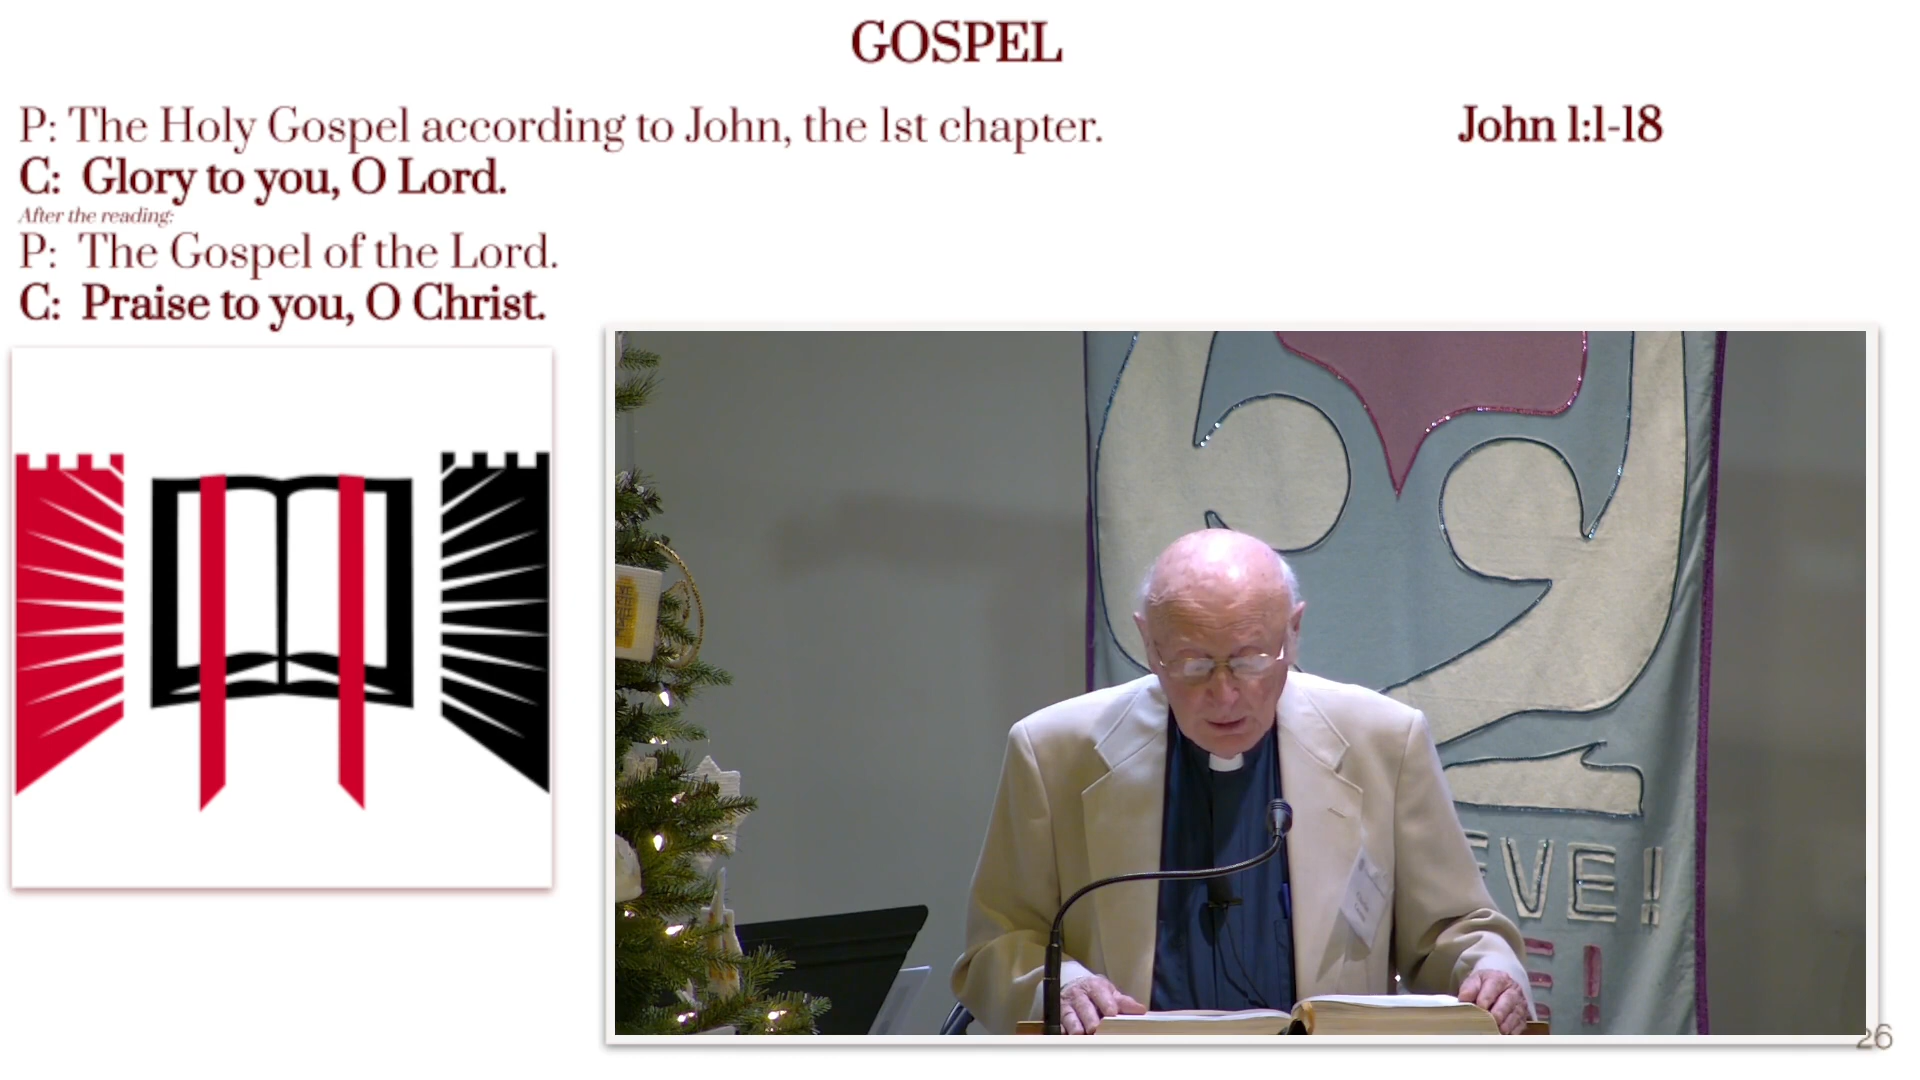 GOSPEL
P: The Holy Gospel according to John, the 1st chapter. John 1:1-18
C: Glory to you, O Lord.
After the reading:
P: The Gospel of the Lord.
C: Praise to you, O Christ.
EVE!
E!
26